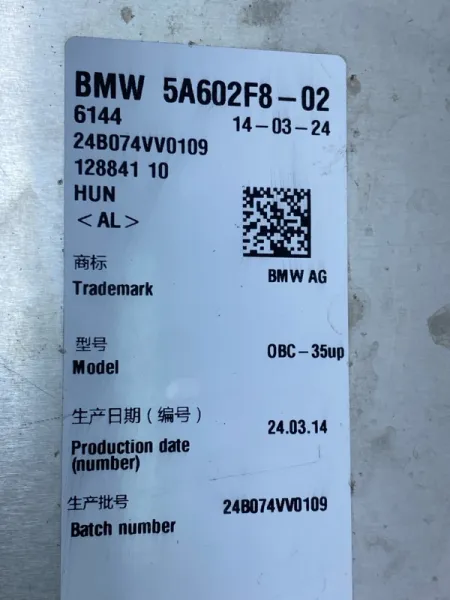 BMW 5A602F8-02
6144 14-03-24
24B074VV0109
128841 10
HUN
<AL>
商标
Trademark BMW AG
型号
Model OBC-35up
生产日期(编号)
Production date 24.03.14
(number)
生产批号
Batch number 24B074VV0109